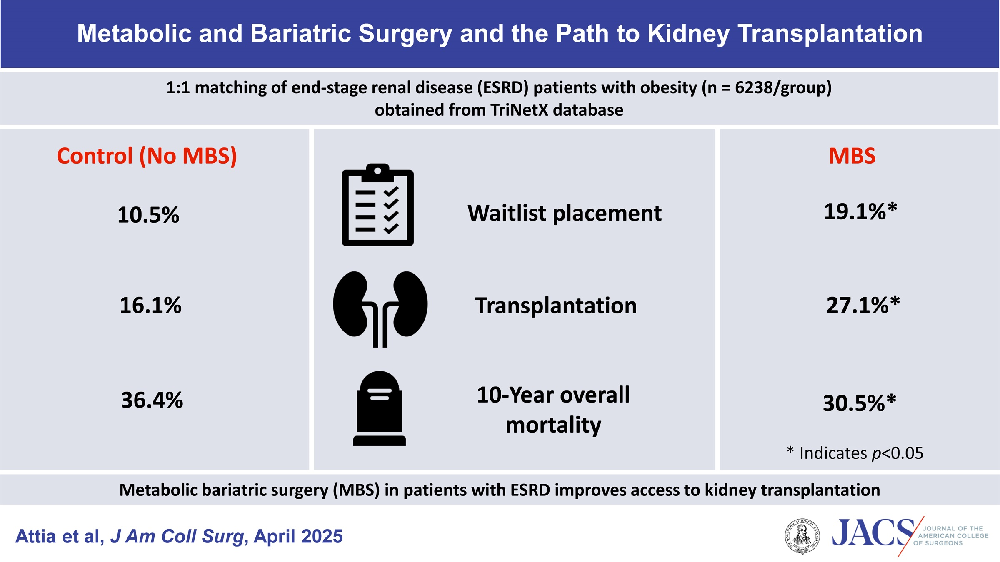 Metabolic and Bariatric Surgery and the Path to Kidney Transplantation
1:1 matching of end-stage renal disease (ESRD) patients with obesity (n = 6238/group)
obtained from TriNetX database
Control (No MBS)
MBS
10.5%
Waitlist placement
19.1%*
16.1%
Transplantation
27.1%*
36.4%
10-Year overall
mortality
30.5%*
* Indicates p<0.05
Metabolic bariatric surgery (MBS) in patients with ESRD improves access to kidney transplantation
Attia et al, J Am Coll Surg, April 2025
THE SOUTHERN SURGICAL ASSOCIATION
JACS
JOURNAL OF THE
AMERICAN COLLEGE
OF SURGEONS